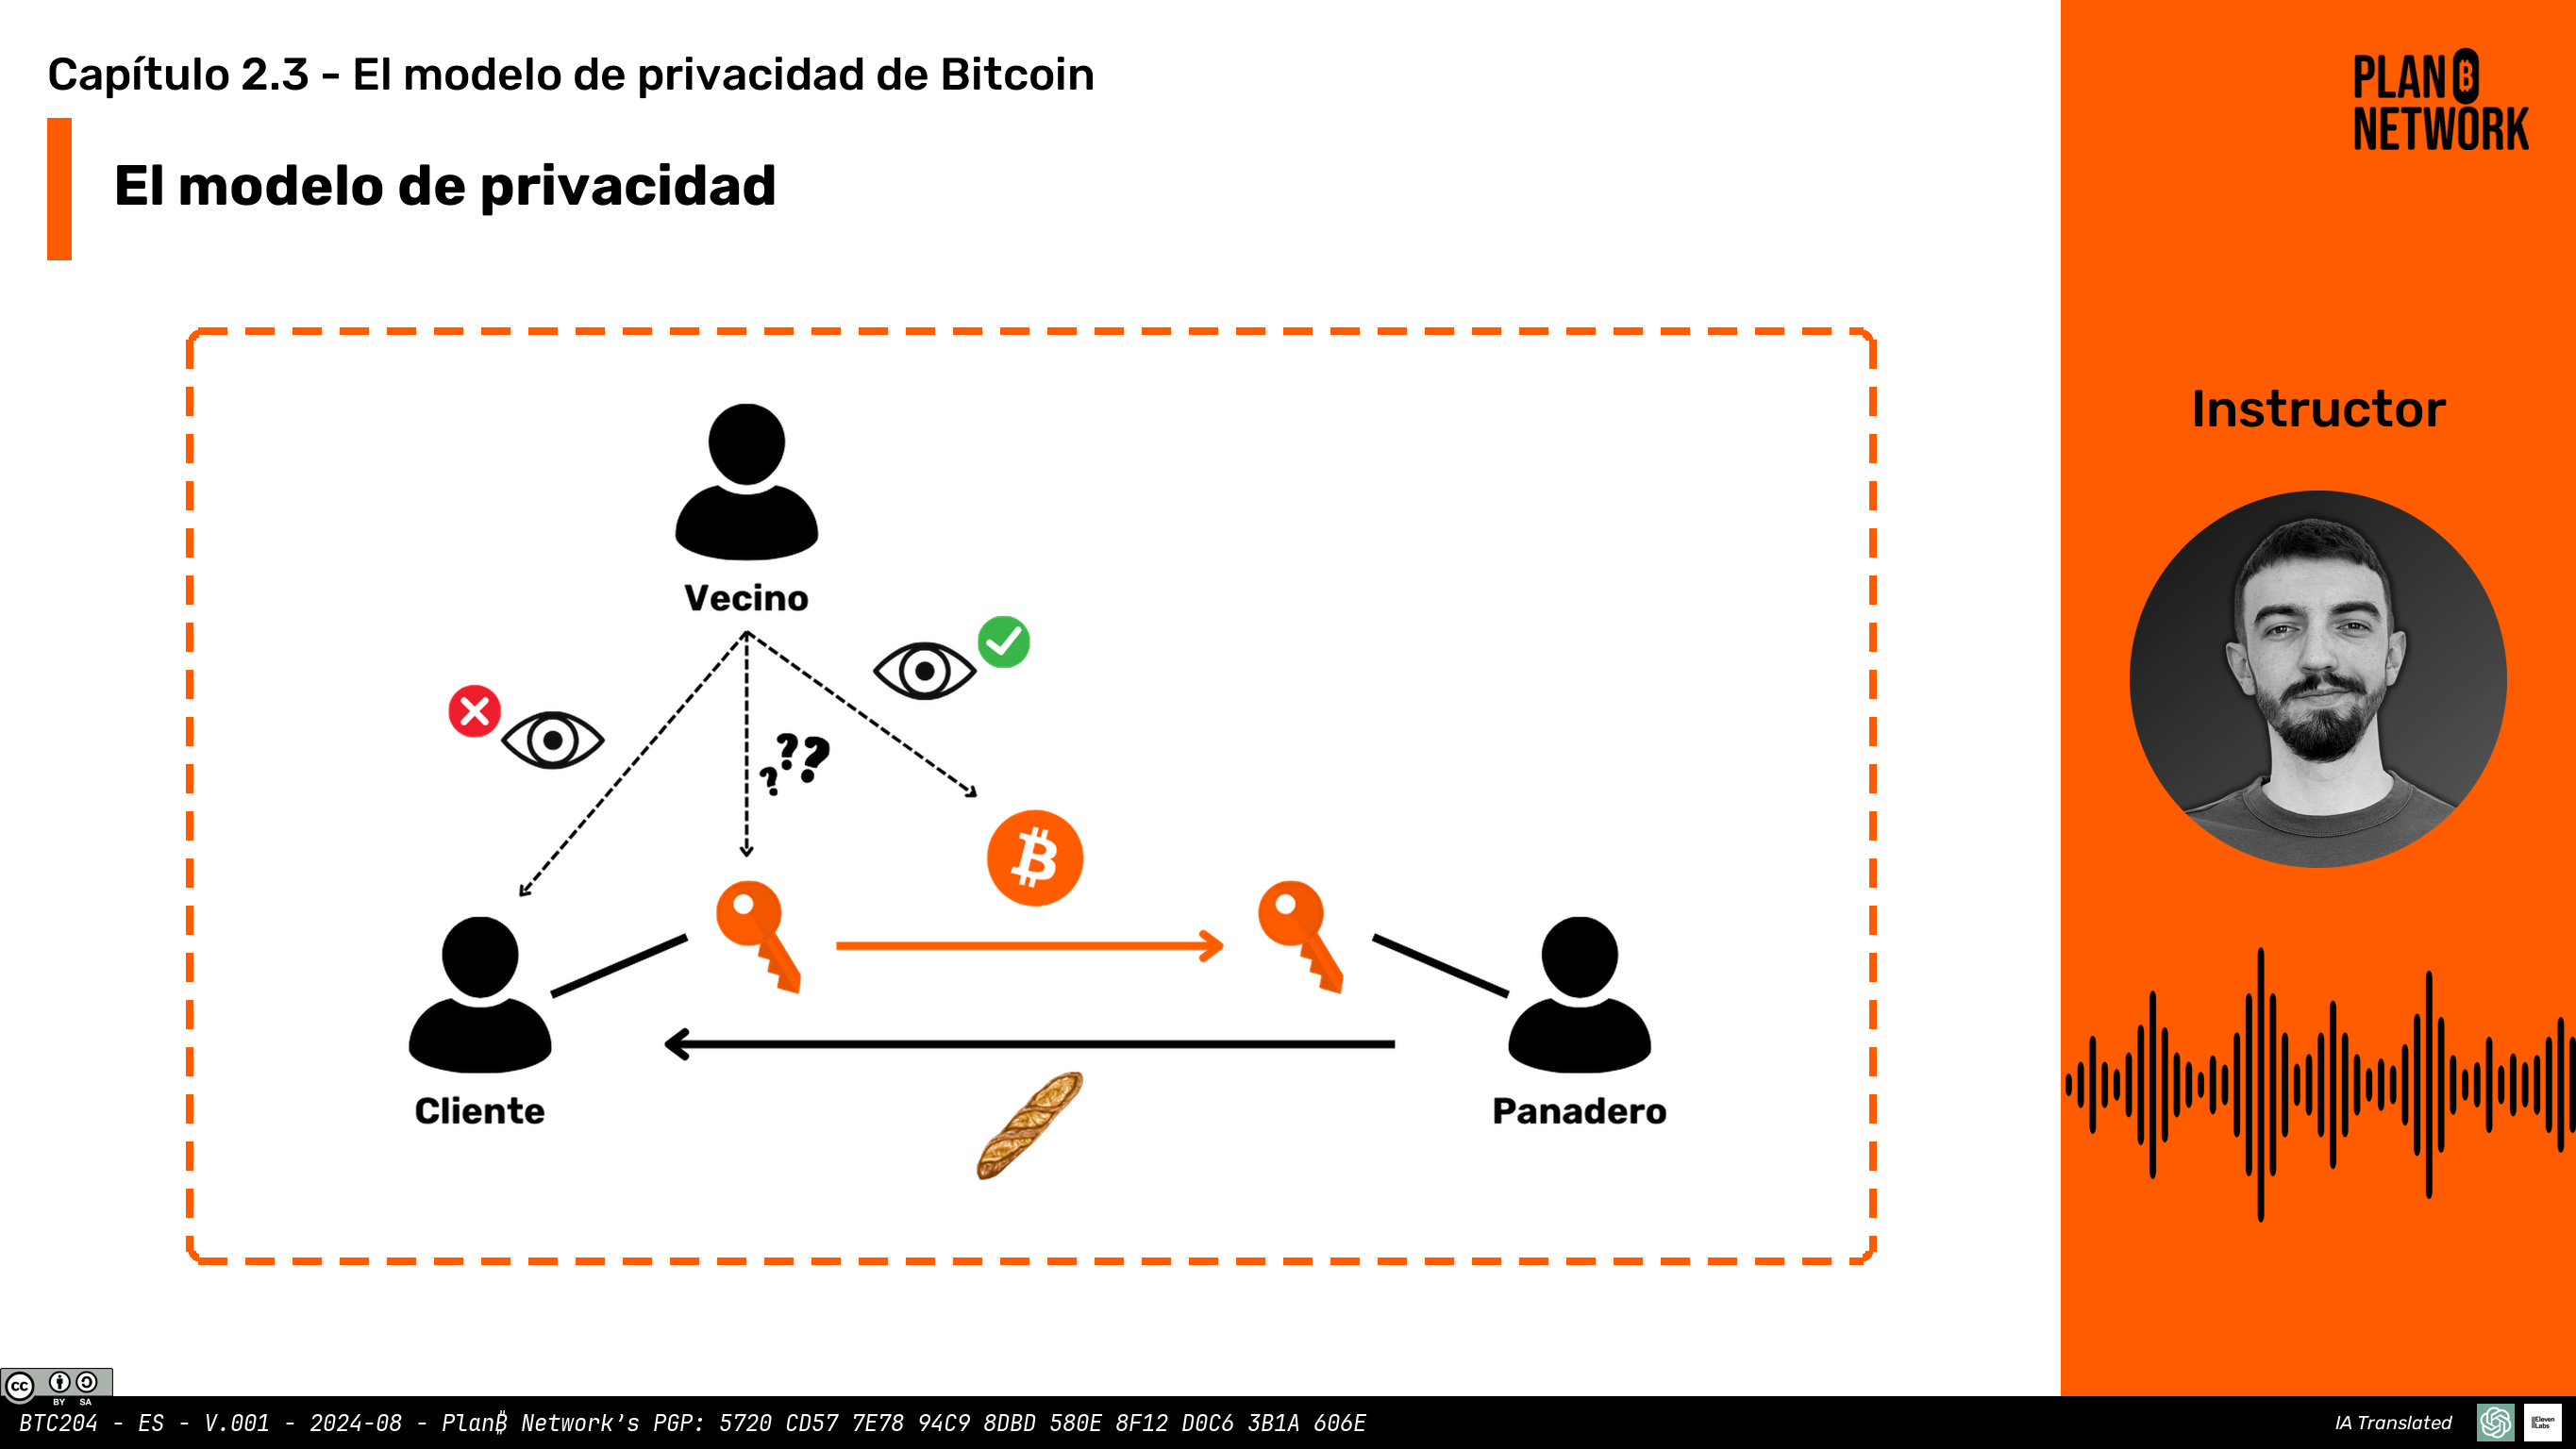 Capítulo 2.3 - El modelo de privacidad de Bitcoin
El modelo de privacidad
PLAN ₿
NETWORK
Instructor
Vecino
???
Cliente
Panadero
cc
BY SA
BTC204 - ES - V.001 - 2024-08 - Plan₿ Network's PGP: 5720 CD57 7E78 94C9 8DBD 580E 8F12 D0C6 3B1A 606E
IA Translated
ElevenLabs